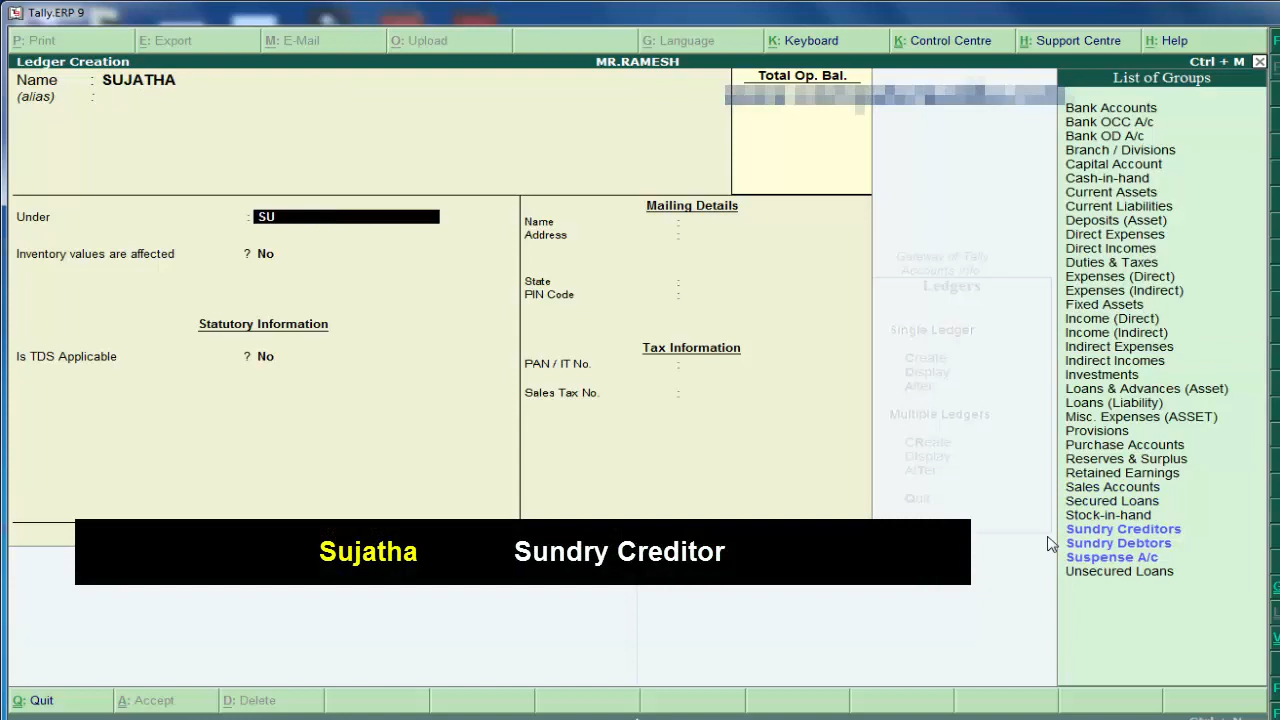 Tally.ERP 9
P: Print
E: Export
M: E-Mail
O: Upload
G: Language
K: Keyboard
K: Control Centre
H: Support Centre
H: Help
Ledger Creation
MR.RAMESH
Ctrl + M
Name : SUJATHA
(alias) :
Total Op. Bal.
Under : SU
Inventory values are affected ? No
Statutory Information
Is TDS Applicable ? No
Mailing Details
Name :
Address :
State :
PIN Code :
Tax Information
PAN / IT No. :
Sales Tax No. :
Gateway of Tally
Accounts Info
Ledgers
Single Ledger
Create
Display
Alter
Multiple Ledgers
CReate
Display
AlTer
Quit
List of Groups
Bank Accounts
Bank OCC A/c
Bank OD A/c
Branch / Divisions
Capital Account
Cash-in-hand
Current Assets
Current Liabilities
Deposits (Asset)
Direct Expenses
Direct Incomes
Duties & Taxes
Expenses (Direct)
Expenses (Indirect)
Fixed Assets
Income (Direct)
Income (Indirect)
Indirect Expenses
Indirect Incomes
Investments
Loans & Advances (Asset)
Loans (Liability)
Misc. Expenses (ASSET)
Provisions
Purchase Accounts
Reserves & Surplus
Retained Earnings
Sales Accounts
Secured Loans
Stock-in-hand
Sundry Creditors
Sundry Debtors
Suspense A/c
Unsecured Loans
Sujatha Sundry Creditor
Q: Quit
A: Accept
D: Delete